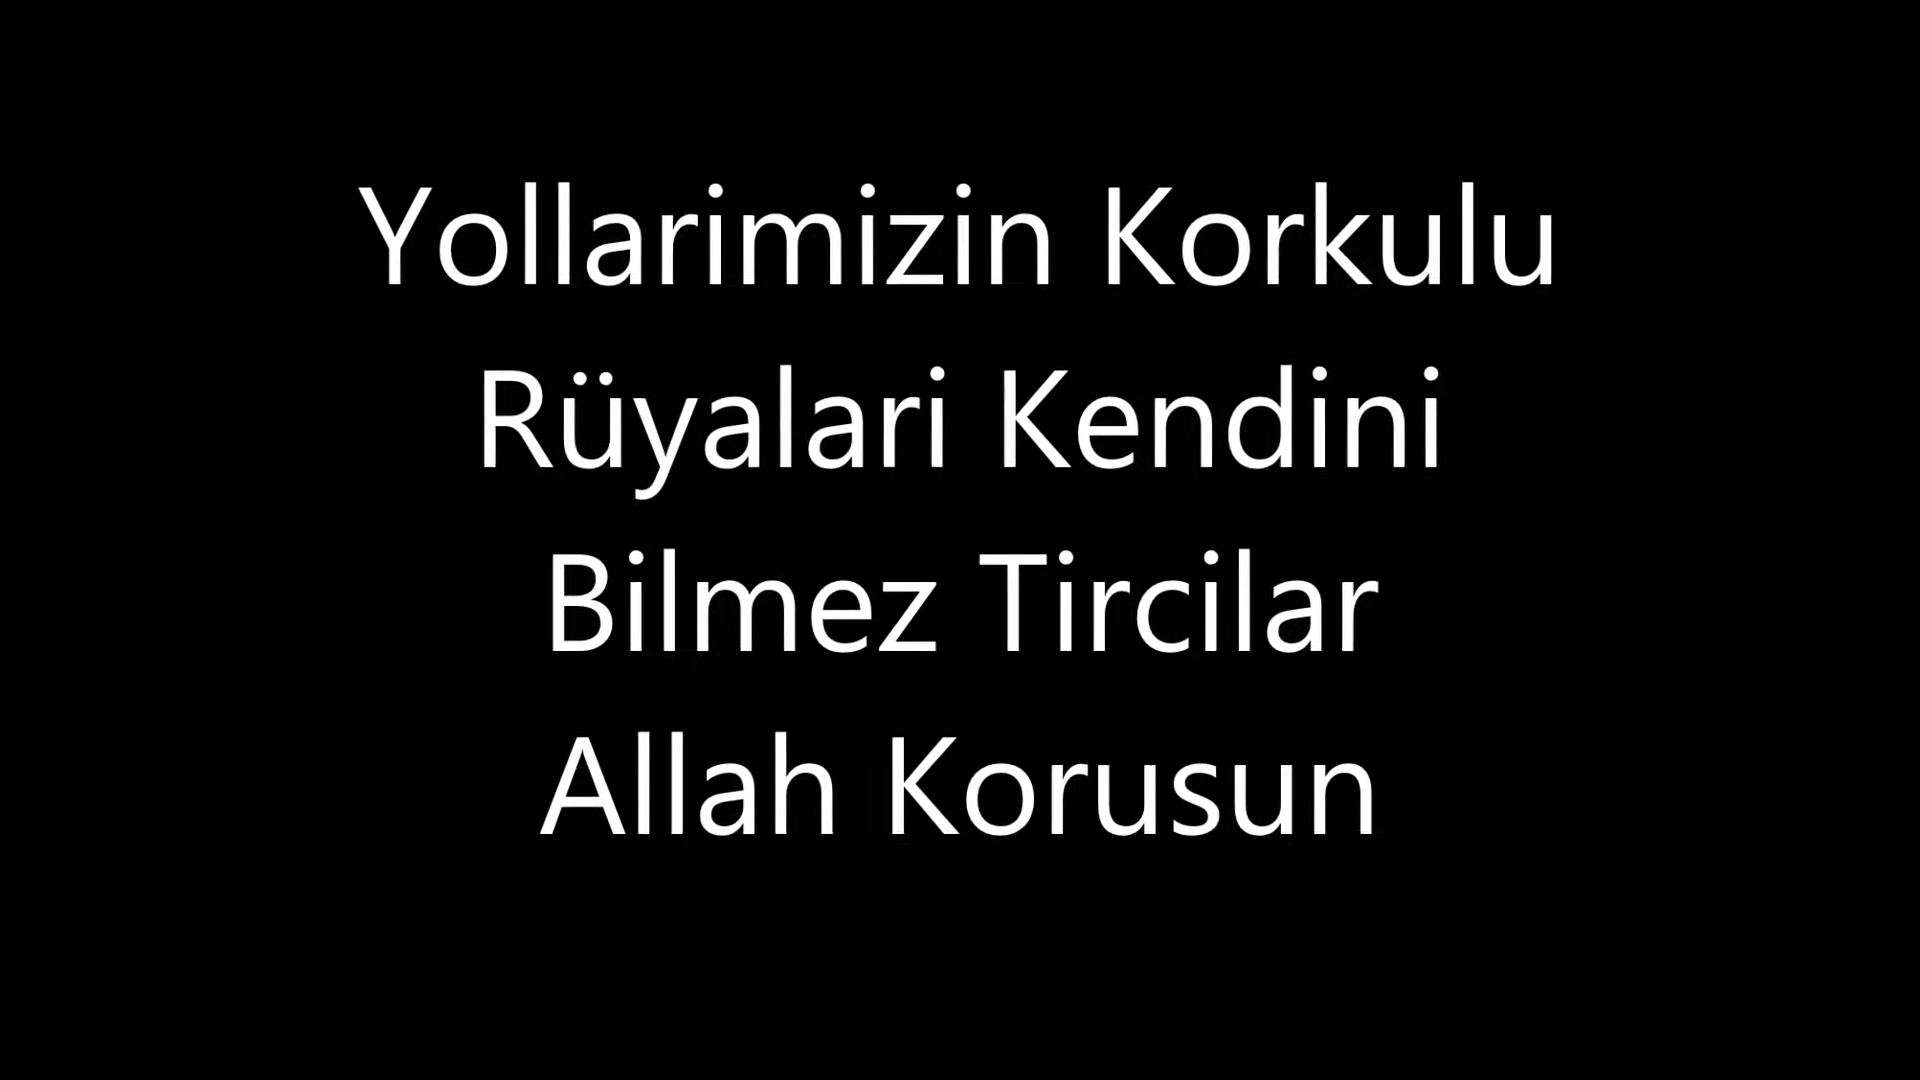 Yollarimizin Korkulu
Rüyalari Kendini
Bilmez Tircilar
Allah Korusun